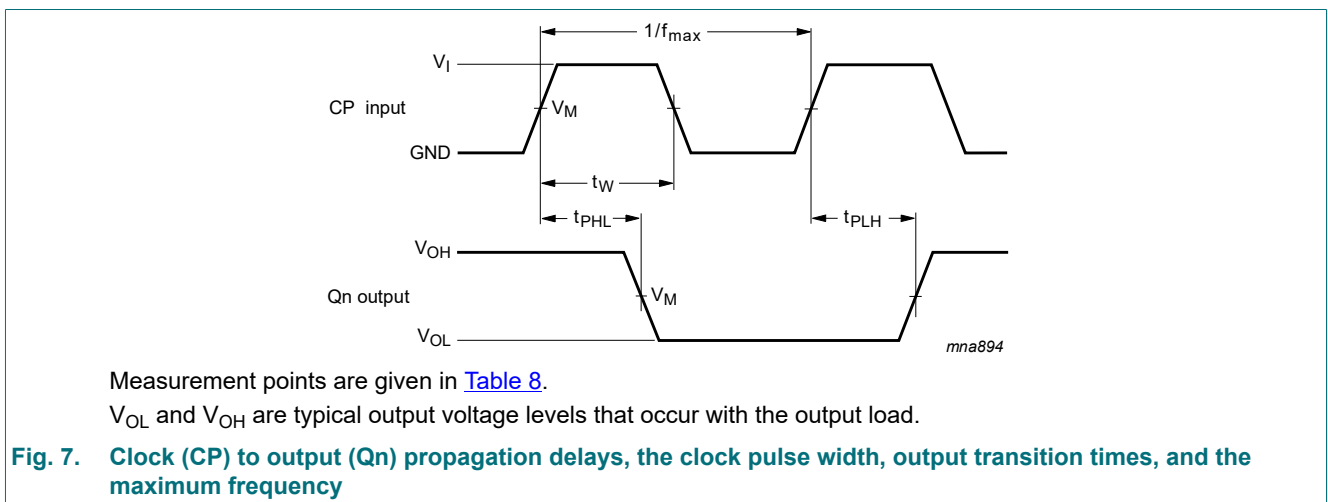 1/fmax
VI
CP input
VM
GND
tW
tPHL
tPLH
VOH
Qn output
VM
VOL
mna894
Measurement points are given in Table 8.
VOL and VOH are typical output voltage levels that occur with the output load.
Fig. 7. Clock (CP) to output (Qn) propagation delays, the clock pulse width, output transition times, and the
maximum frequency